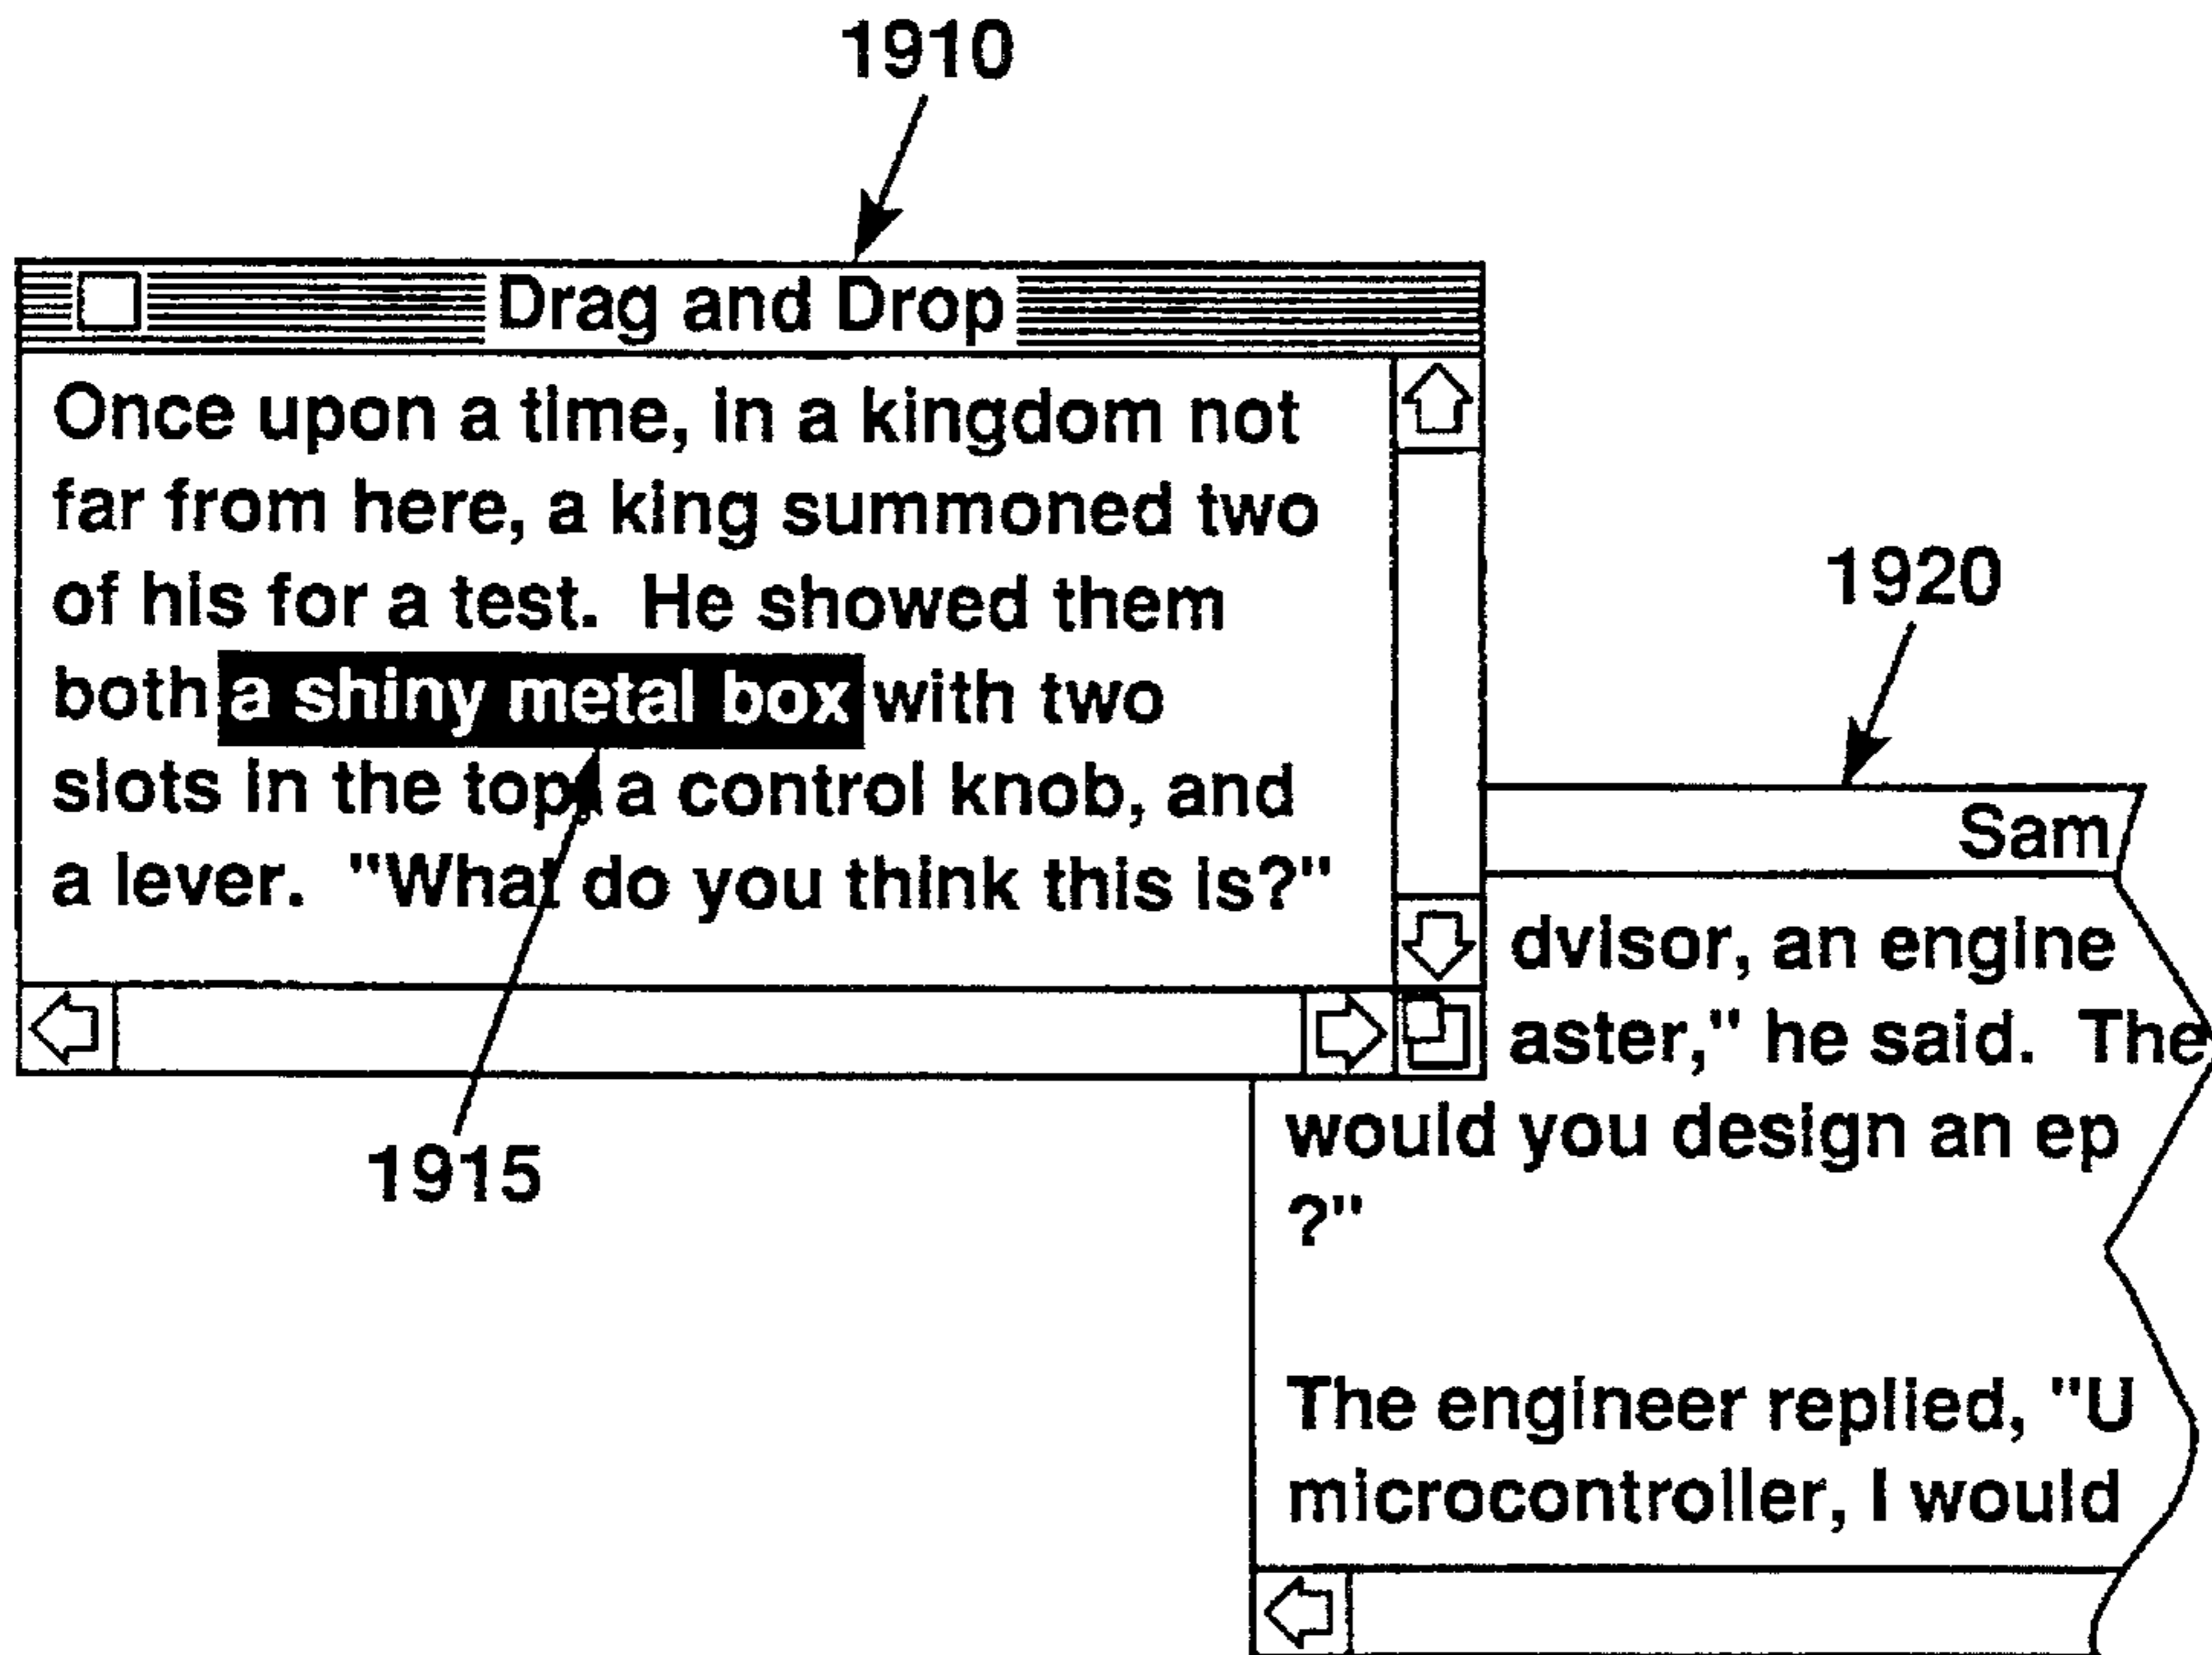 1910
Drag and Drop
Once upon a time, in a kingdom not
far from here, a king summoned two
of his for a test.  He showed them
both a shiny metal box with two
slots in the top, a control knob, and
a lever.  "What do you think this is?"
1915
1920
Sam
dvisor, an engine
aster," he said.  The
would you design an ep
?"
The engineer replied, "U
microcontroller, I would